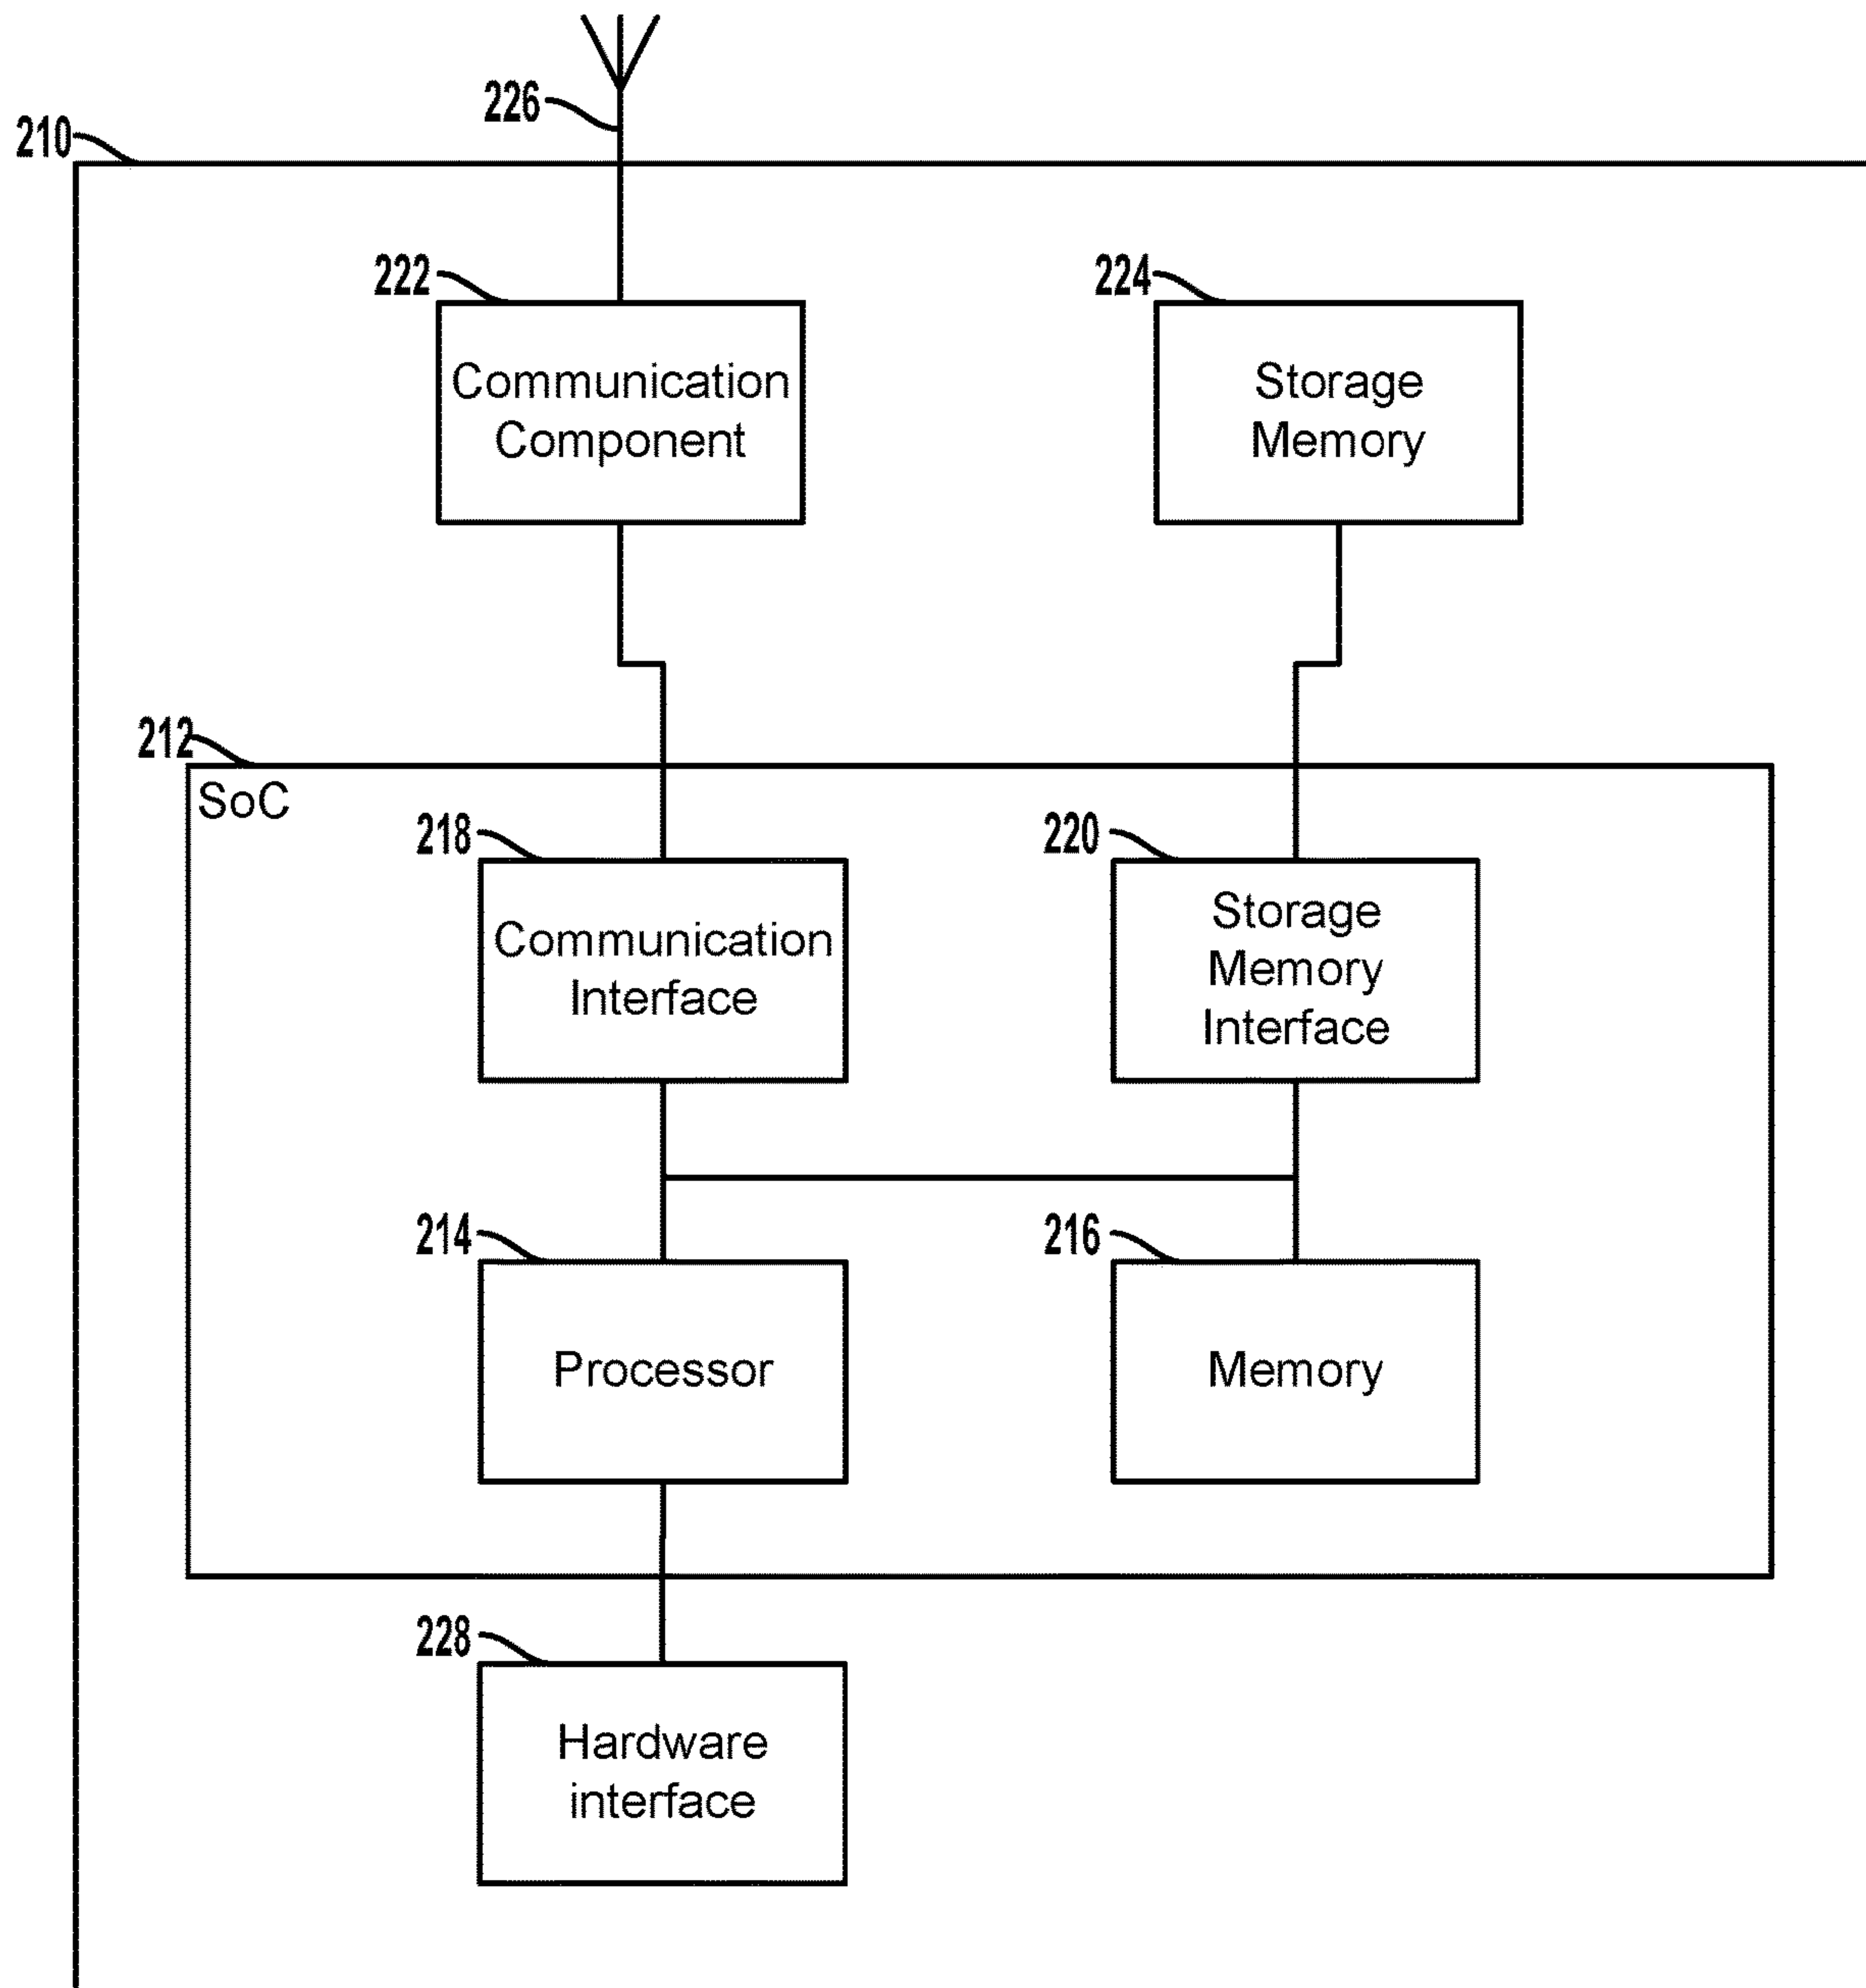 226
210
222
224
Communication
Component
Storage
Memory
212
SoC
218
220
Communication
Interface
Storage
Memory
Interface
214
216
Processor
Memory
228
Hardware
interface